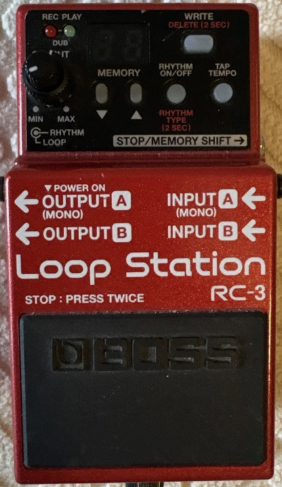 REC PLAY
DUB
WRITE
DELETE (2 SEC)
MEMORY
RHYTHM
ON/OFF
TAP
TEMPO
MIN MAX
RHYTHM
TYPE
(2 SEC)
RHYTHM
LOOP
STOP/MEMORY SHIFT
▼POWER ON
OUTPUT A
(MONO)
INPUT A
(MONO)
OUTPUT B
INPUT B
Loop Station
STOP : PRESS TWICE
RC-3
BOSS